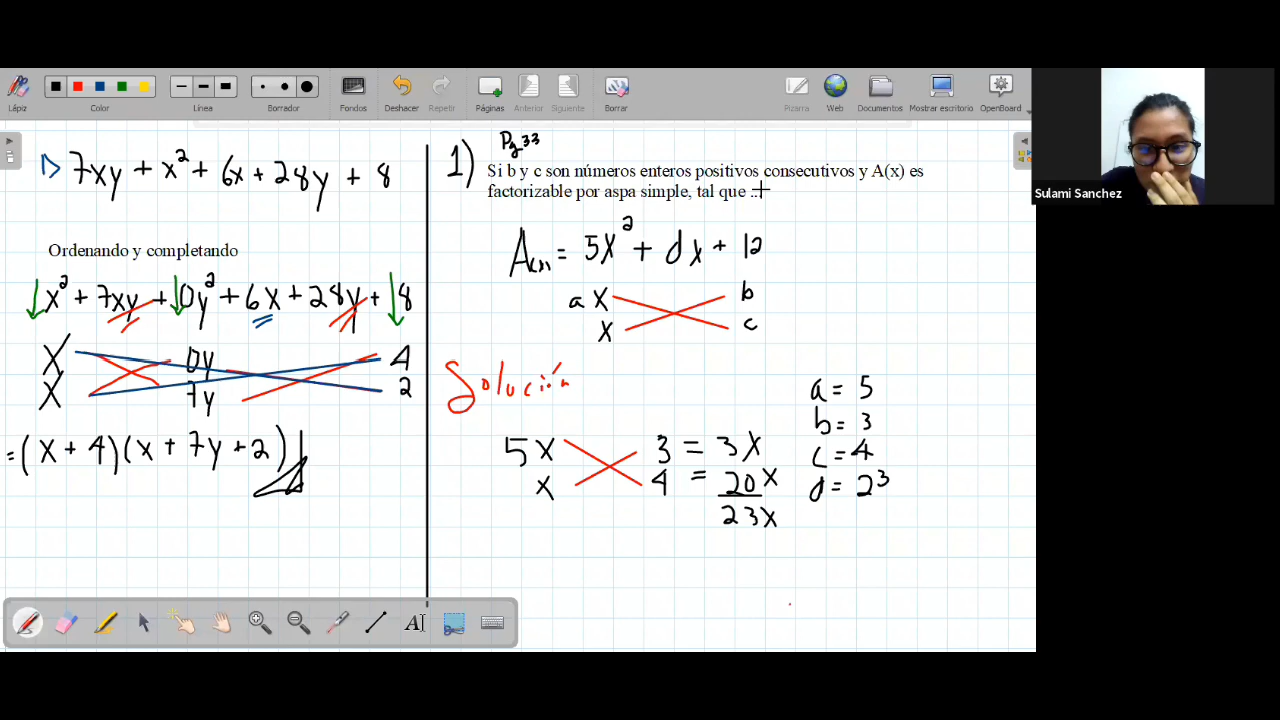 Lápiz Color Línea Borrador Fondos Deshacer Repetir Páginas Anterior Siguiente Borrar Pizarra Web Documentos Mostrar escritorio OpenBoard
Sulami Sanchez
7xy + x² + 6x + 28y + 8
Ordenando y completando
x² + 7xy + 0y² + 6x + 28y + 8
x 0y 4
x 7y 2
= (x + 4)(x + 7y + 2)
Pg 33
1)
Si b y c son números enteros positivos consecutivos y A(x) es
factorizable por aspa simple, tal que ..
A(x) = 5x² + dx + 12
a x b
x c
Solución
5x 3 = 3x
x 4 = 20x
23x
a = 5
b = 3
c = 4
d = 23